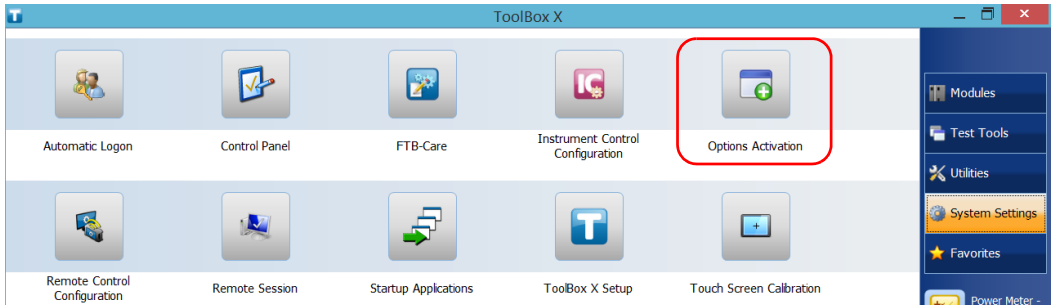 ToolBox X
Automatic Logon
Control Panel
FTB-Care
Instrument Control
Configuration
Options Activation
Remote Control
Configuration
Remote Session
Startup Applications
ToolBox X Setup
Touch Screen Calibration
Modules
Test Tools
Utilities
System Settings
Favorites
Power Meter -